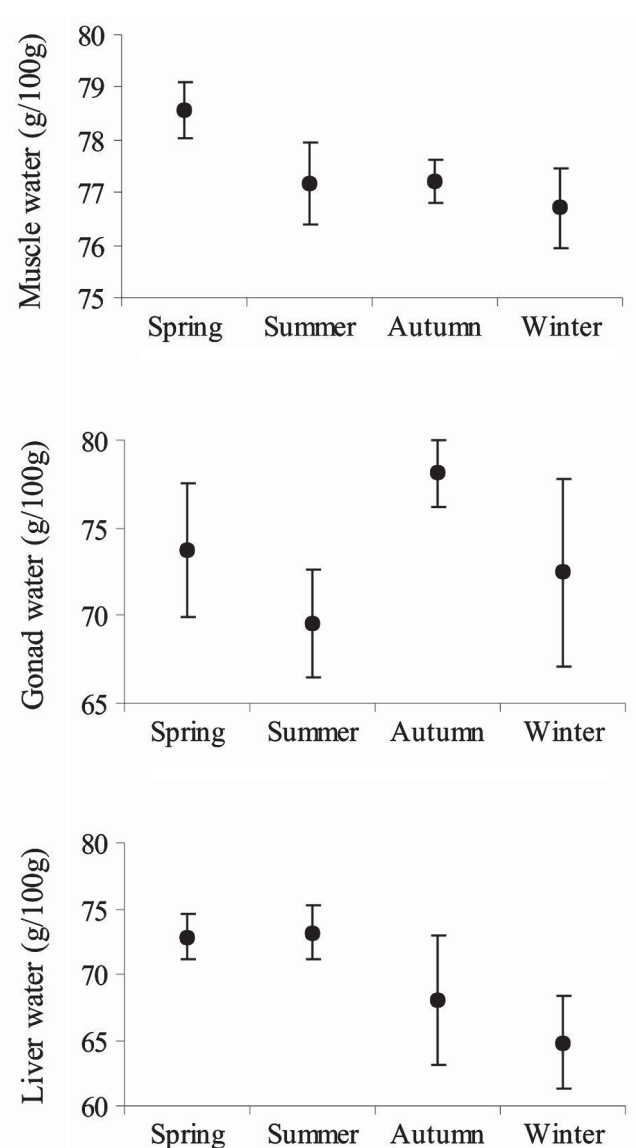 Muscle water (g/100g)
80
79
78
77
76
75
Spring Summer Autumn Winter
Gonad water (g/100g)
80
75
70
65
Spring Summer Autumn Winter
Liver water (g/100g)
80
75
70
65
60
Spring Summer Autumn Winter